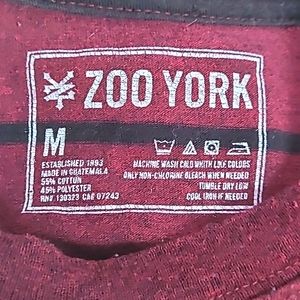 ZOO YORK
M
ESTABLISHED 1993
MADE IN GUATEMALA
55% COTTON
45% POLYESTER
RN# 130323 CA# 07243
MACHINE WASH COLD WITH LIKE COLORS
ONLY NON-CHLORINE BLEACH WHEN NEEDED
TUMBLE DRY LOW
COOL IRON IF NEEDED